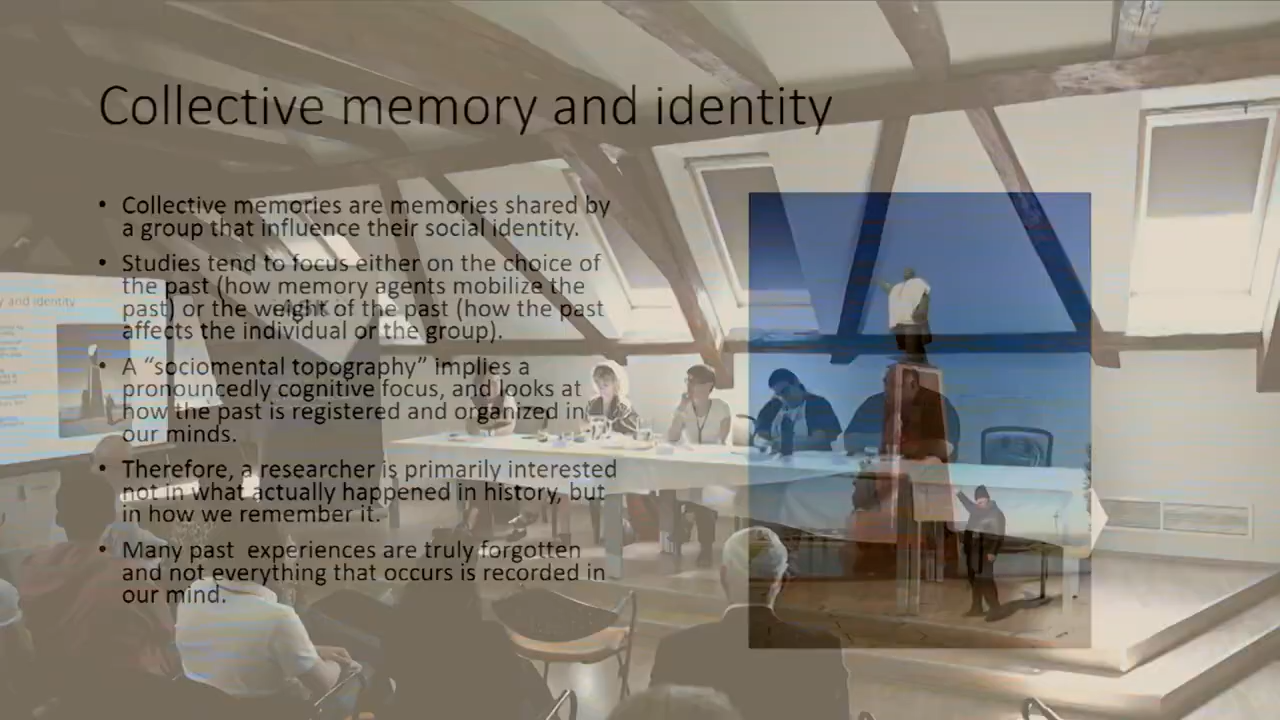 Collective memory and identity
• Collective memories are memories shared by
a group that influence their social identity.
• Studies tend to focus either on the choice of
the past (how memory agents mobilize the
past) or the weight of the past (how the past
affects the individual or the group).
• A “sociomental topography” implies a
pronouncedly cognitive focus, and looks at
how the past is registered and organized in
our minds.
• Therefore, a researcher is primarily interested
not in what actually happened in history, but
in how we remember it.
• Many past experiences are truly forgotten
and not everything that occurs is recorded in
our mind.
y and identity